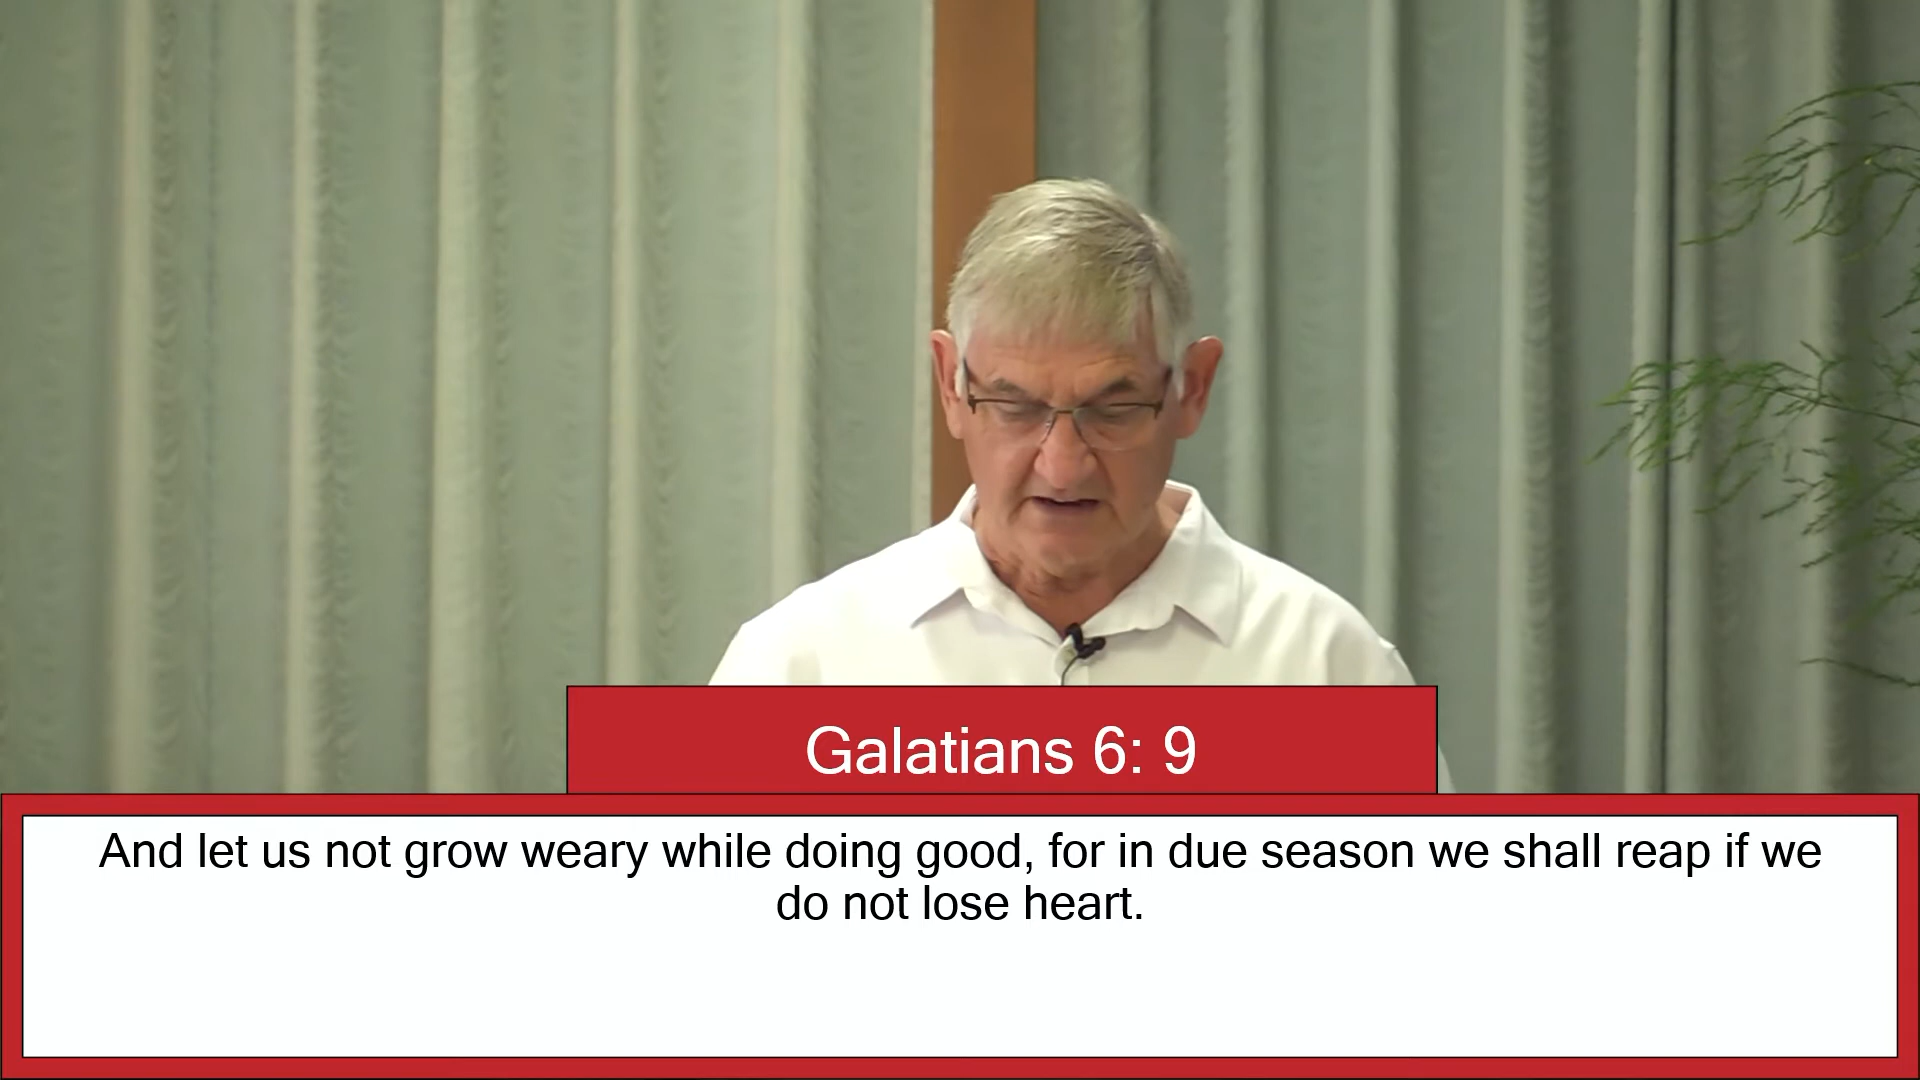 Galatians 6: 9
And let us not grow weary while doing good, for in due season we shall reap if we
do not lose heart.